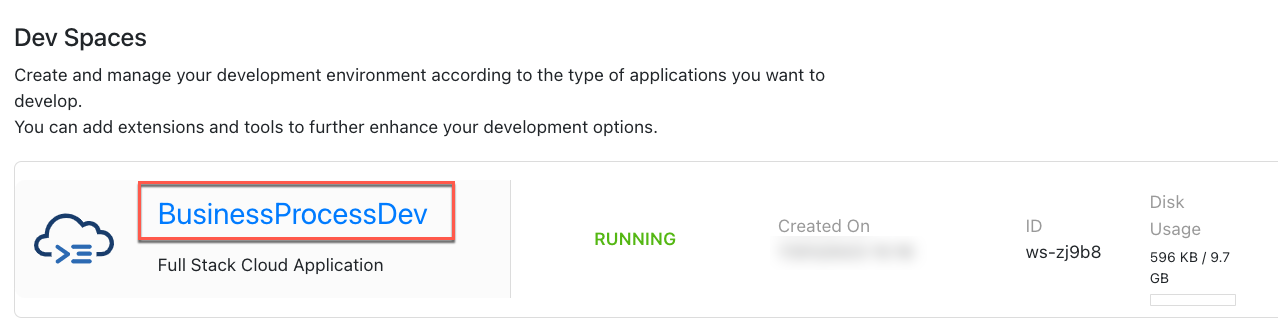 Dev Spaces
Create and manage your development environment according to the type of applications you want to
develop.
You can add extensions and tools to further enhance your development options.
BusinessProcessDev
Full Stack Cloud Application
RUNNING
Created On
ID
ws-zj9b8
Disk
Usage
596 KB / 9.7
GB